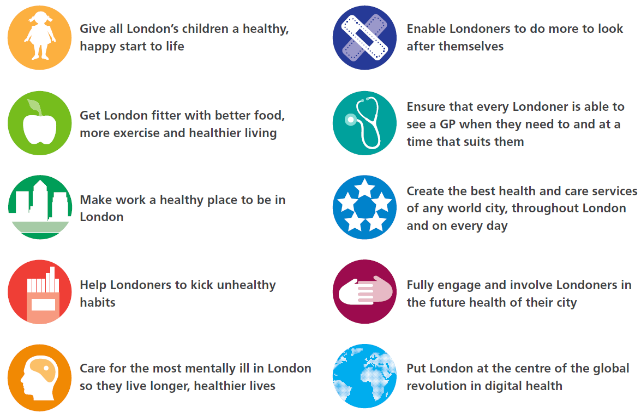 Give all London's children a healthy,
happy start to life
Get London fitter with better food,
more exercise and healthier living
Make work a healthy place to be in
London
Help Londoners to kick unhealthy
habits
Care for the most mentally ill in London
so they live longer, healthier lives
Enable Londoners to do more to look
after themselves
Ensure that every Londoner is able to
see a GP when they need to and at a
time that suits them
Create the best health and care services
of any world city, throughout London
and on every day
Fully engage and involve Londoners in
the future health of their city
Put London at the centre of the global
revolution in digital health